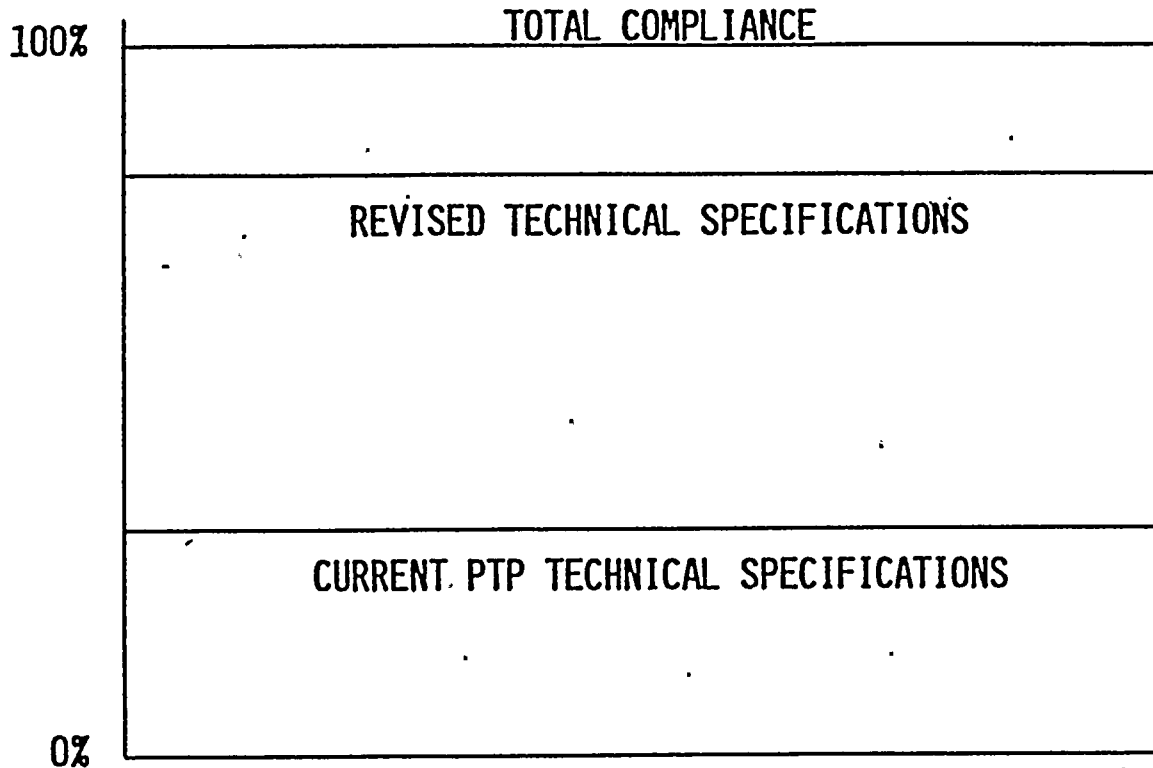 TOTAL COMPLIANCE
100%
REVISED TECHNICAL SPECIFICATIONS
CURRENT PTP TECHNICAL SPECIFICATIONS
0%